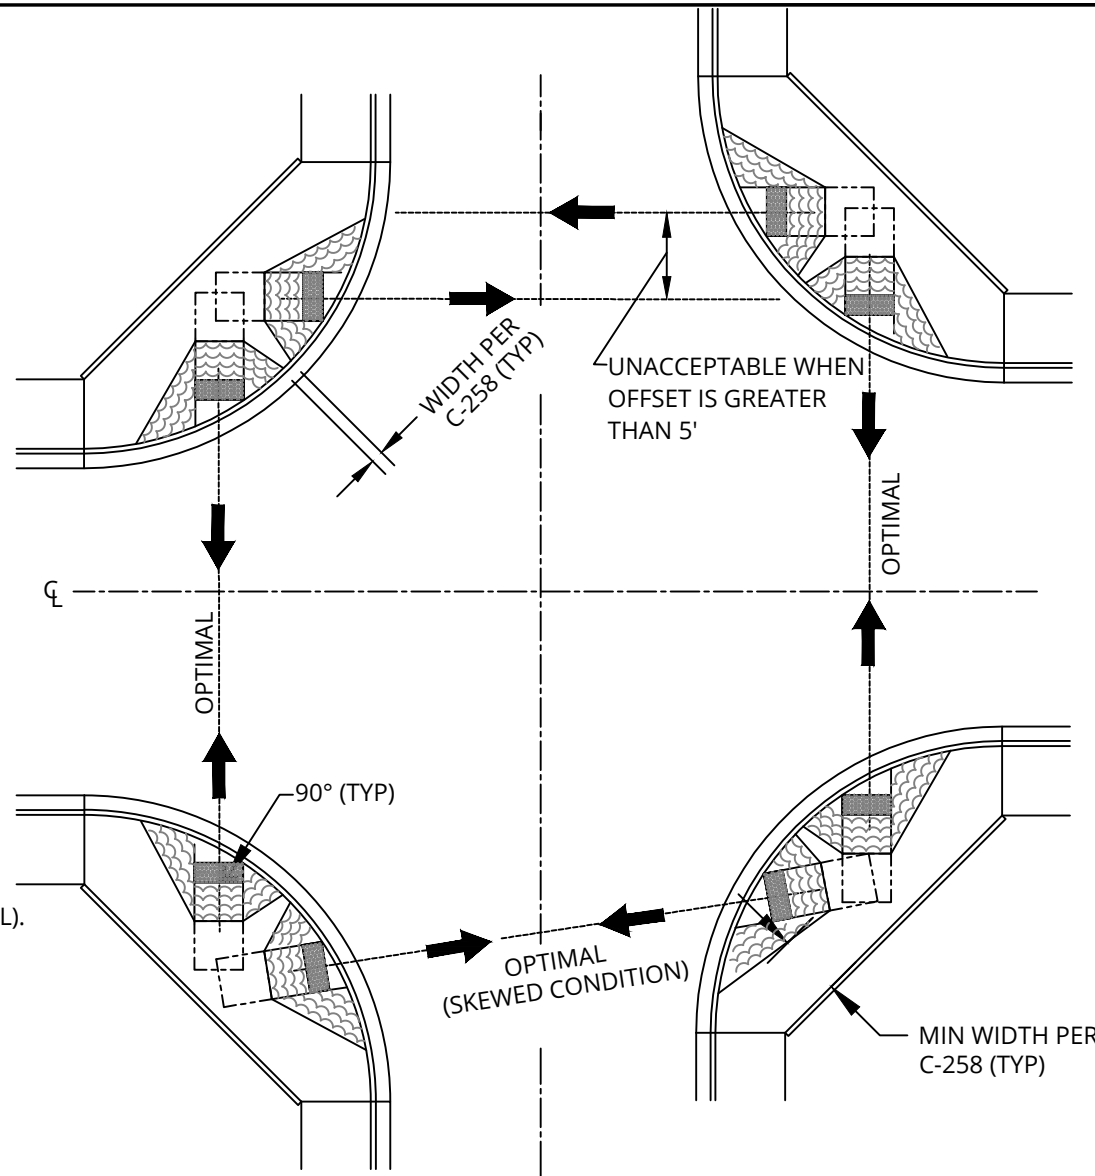 WIDTH PER
C-258 (TYP)
UNACCEPTABLE WHEN
OFFSET IS GREATER
THAN 5'
OPTIMAL
℄
OPTIMAL
90° (TYP)
L).
OPTIMAL
(SKEWED CONDITION)
MIN WIDTH PER
C-258 (TYP)